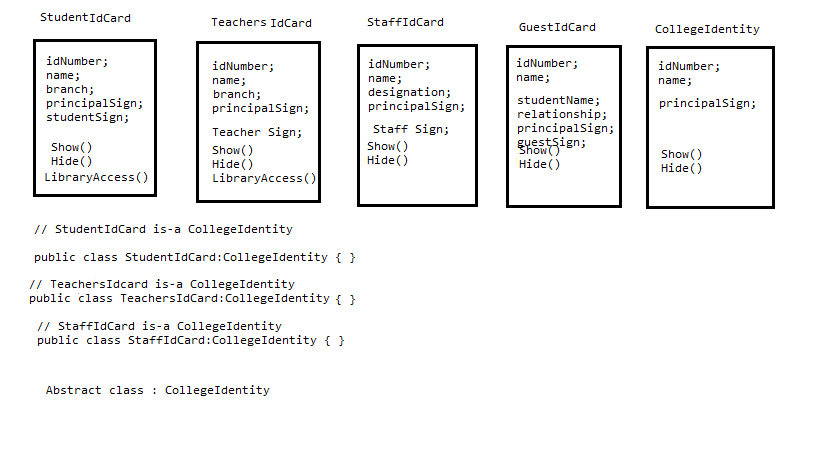 StudentIdCard
idNumber;
name;
branch;
principalSign;
studentSign;
Show()
Hide()
LibraryAccess()
Teachers IdCard
idNumber;
name;
branch;
principalSign;
Teacher Sign;
Show()
Hide()
LibraryAccess()
StaffIdCard
idNumber;
name;
designation;
principalSign;
Staff Sign;
Show()
Hide()
GuestIdCard
idNumber;
name;
studentName;
relationship;
principalSign;
guestSign;
Show()
Hide()
CollegeIdentity
idNumber;
name;
principalSign;
Show()
Hide()
// StudentIdCard is-a CollegeIdentity
public class StudentIdCard:CollegeIdentity { }
// TeachersIdcard is-a CollegeIdentity
public class TeachersIdCard:CollegeIdentity { }
// StaffIdCard is-a CollegeIdentity
public class StaffIdCard:CollegeIdentity { }
Abstract class : CollegeIdentity